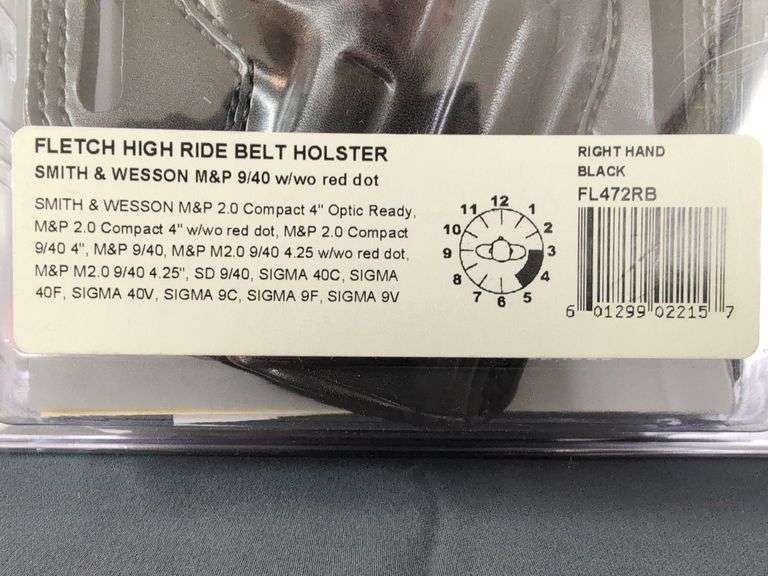 FLETCH HIGH RIDE BELT HOLSTER
SMITH & WESSON M&P 9/40 w/wo red dot
SMITH & WESSON M&P 2.0 Compact 4" Optic Ready,
M&P 2.0 Compact 4" w/wo red dot, M&P 2.0 Compact
9/40 4", M&P 9/40, M&P M2.0 9/40 4.25 w/wo red dot,
M&P M2.0 9/40 4.25", SD 9/40, SIGMA 40C, SIGMA
40F, SIGMA 40V, SIGMA 9C, SIGMA 9F, SIGMA 9V
12
1
2
3
4
5
6
7
8
9
10
11
RIGHT HAND
BLACK
FL472RB
6 01299 02215 7